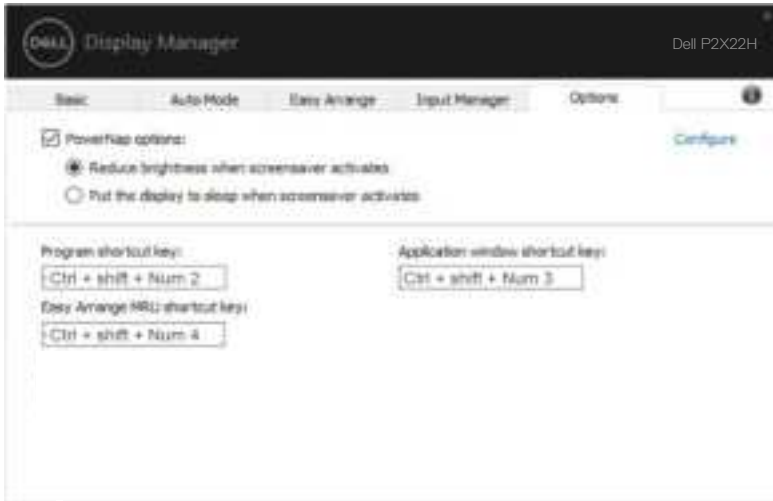 DELL Display Manager
Dell P2X22H
Basic Auto Mode Easy Arrange Input Manager Options
PowerNap options:
Configure
Reduce brightness when screensaver activates
Put the display to sleep when screensaver activates
Program shortcut key:
Application window shortcut key:
Ctrl + shift + Num 2
Ctrl + shift + Num 3
Easy Arrange MRU shortcut key:
Ctrl + shift + Num 4